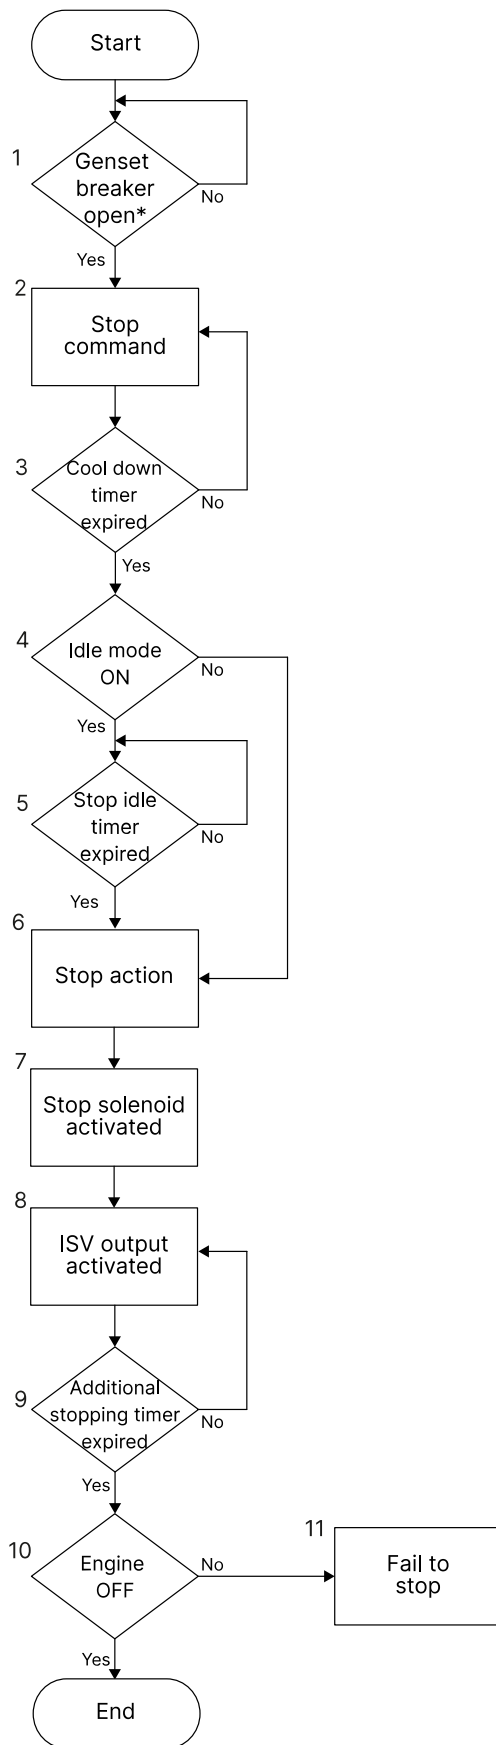 Start
1
Genset
breaker
open*
No
Yes
2
Stop
command
3
Cool down
timer
expired
No
Yes
4
Idle mode
ON
No
Yes
5
Stop idle
timer
expired
No
Yes
6
Stop action
7
Stop solenoid
activated
8
ISV output
activated
9
Additional
stopping timer
expired
No
Yes
10
Engine
OFF
No
11
Fail to
stop
Yes
End